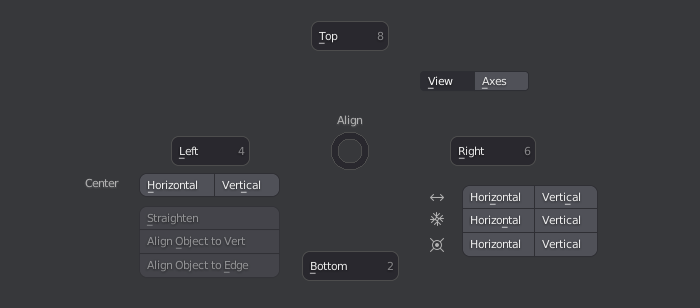 Top 8
View Axes
Align
Left 4
Right 6
Center Horizontal Vertical
Horizontal Vertical
Straighten
Horizontal Vertical
Align Object to Vert
Horizontal Vertical
Align Object to Edge
Bottom 2